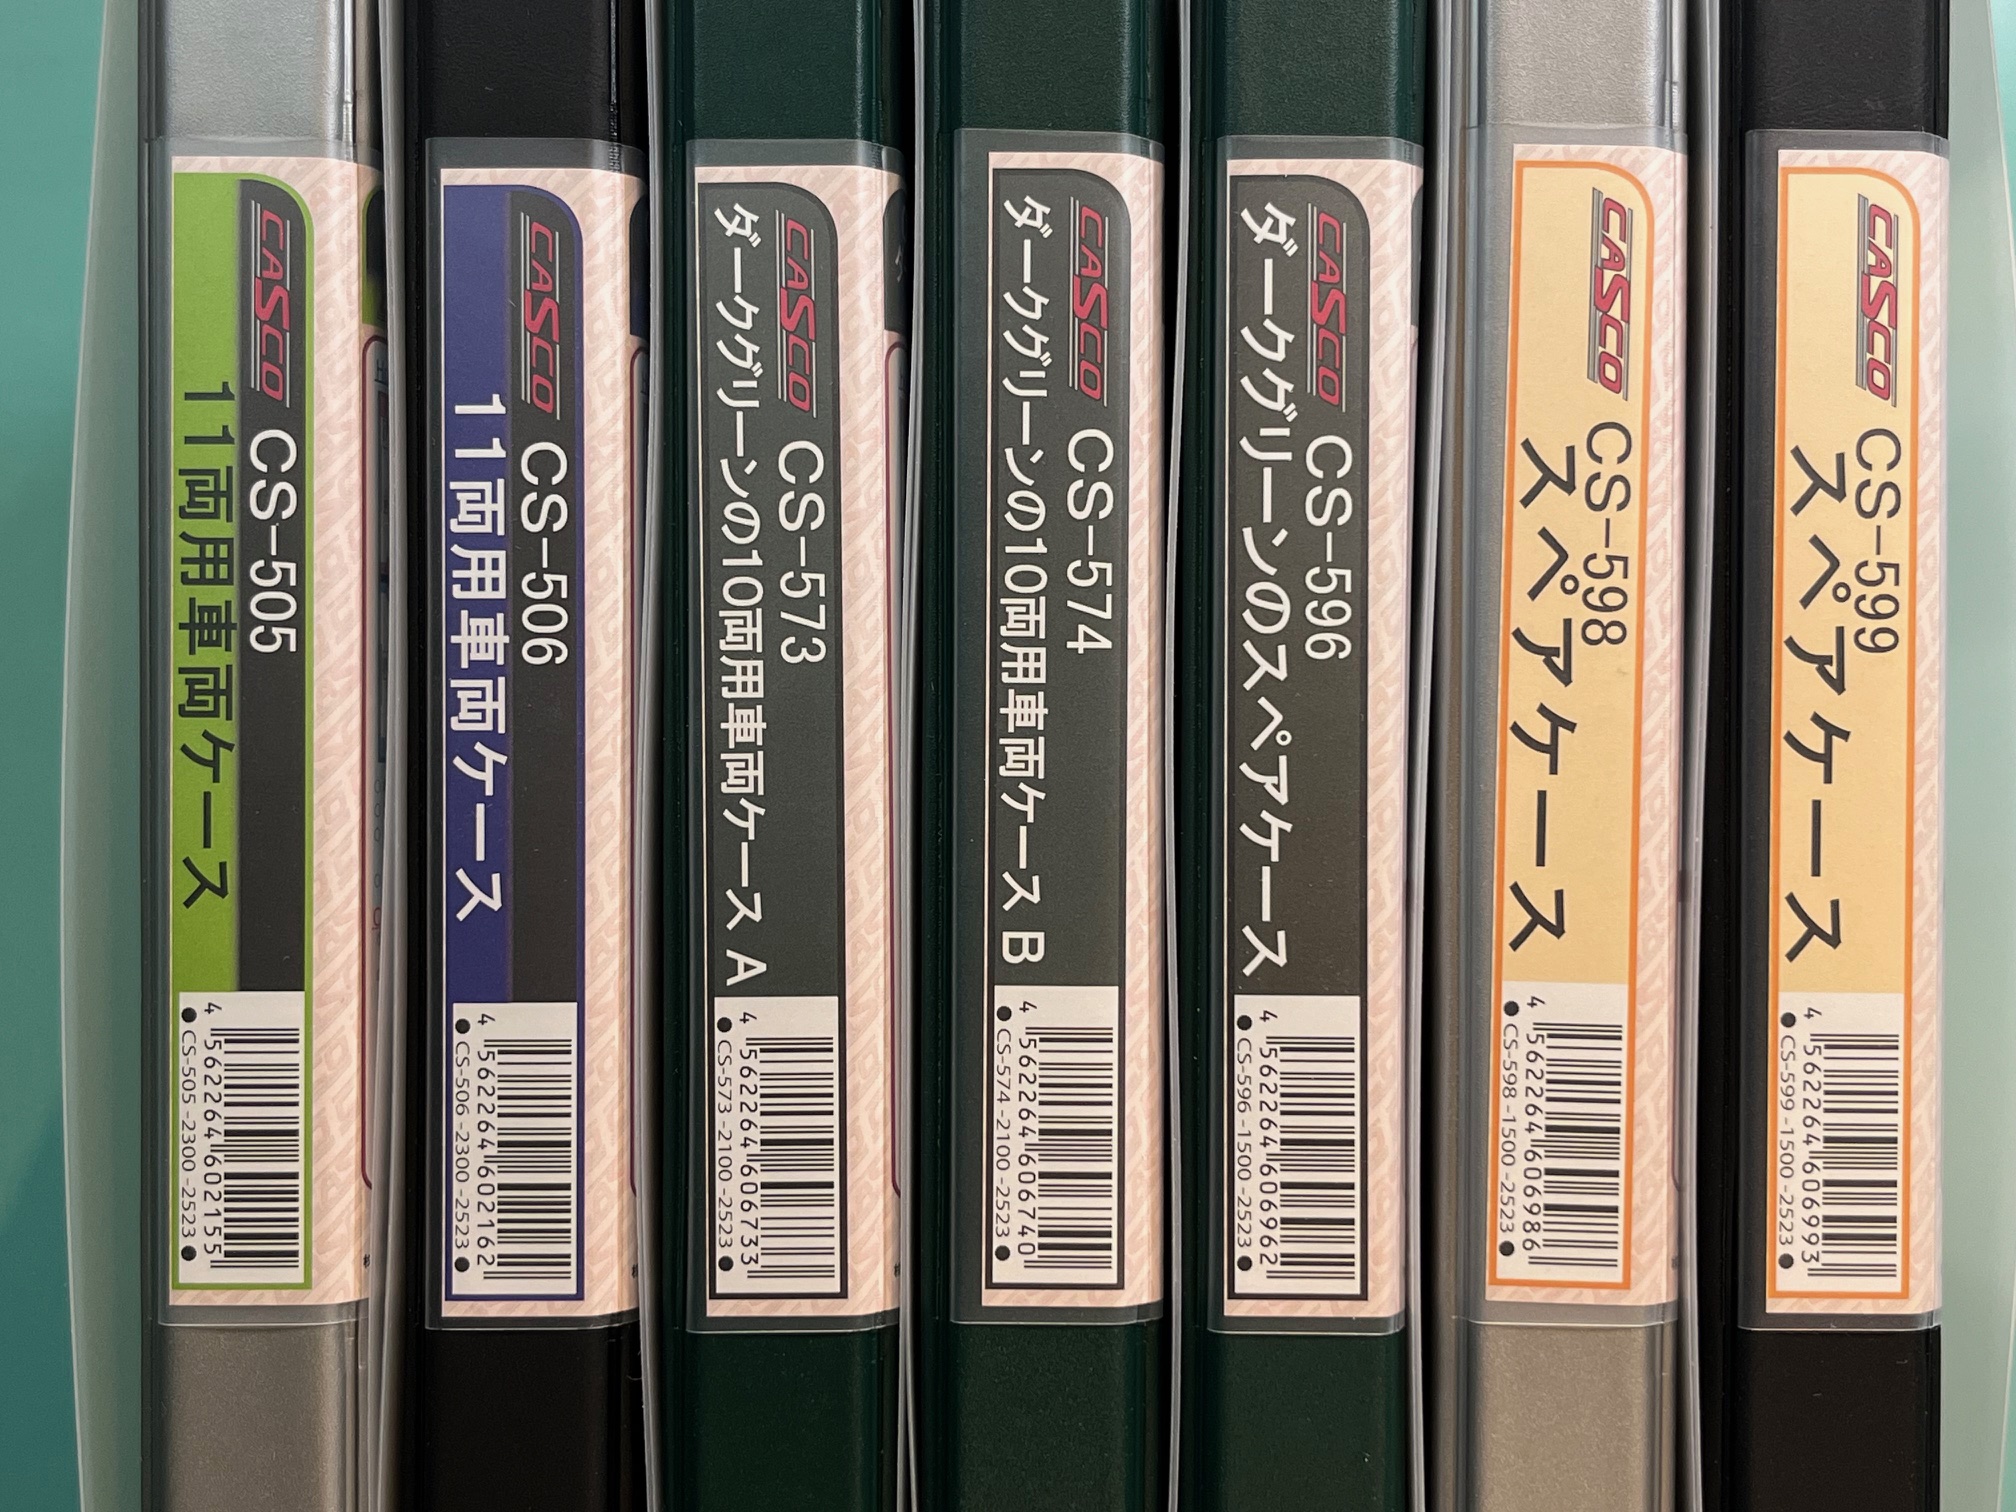 CASCO CS-505
11両用車両ケース
4 562264 602155
●CS-505-2300-2523●
CASCO CS-506
11両用車両ケース
4 562264 602162
●CS-506-2300-2523●
CASCO CS-573
ダークグリーンの10両用車両ケース A
4 562264 606733
●CS-573-2100-2523●
CASCO CS-574
ダークグリーンの10両用車両ケース B
4 562264 606740
●CS-574-2100-2523●
CASCO CS-596
ダークグリーンのスペアケース
4 562264 606962
●CS-596-1500-2523●
CASCO CS-598
スペアケース
4 562264 606986
●CS-598-1500-2523●
CASCO CS-599
スペアケース
4 562264 606993
●CS-599-1500-2523●